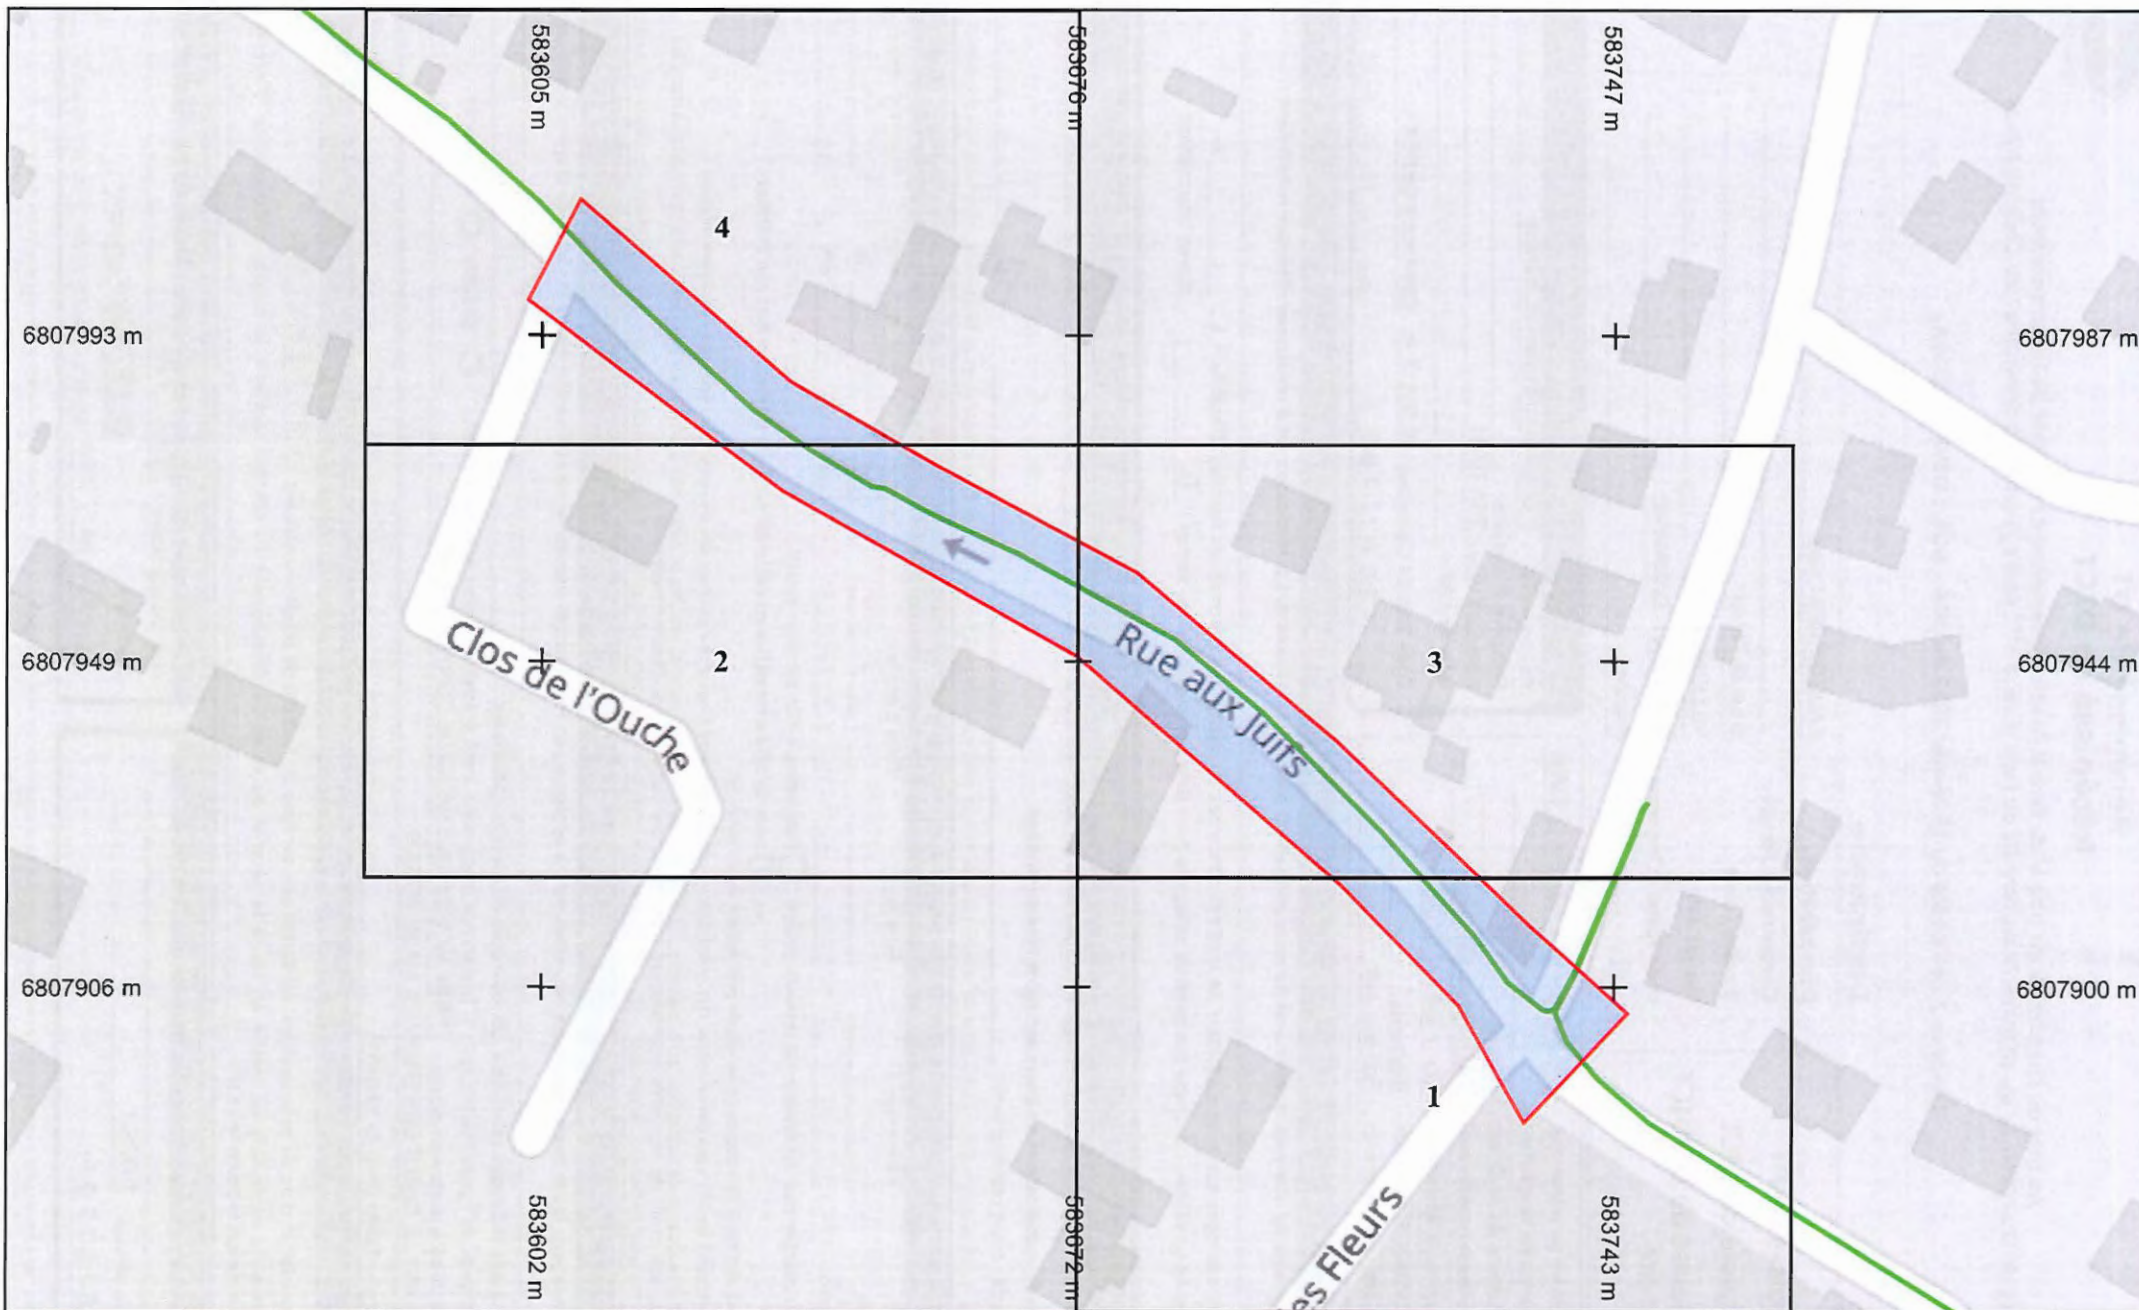 583605 m
583676 m
583747 m
4
6807993 m
6807987 m
6807949 m
Clos de l'Ouche
2
Rue aux Juifs
3
6807944 m
6807906 m
6807900 m
1
es Fleurs
583602 m
583672 m
583743 m